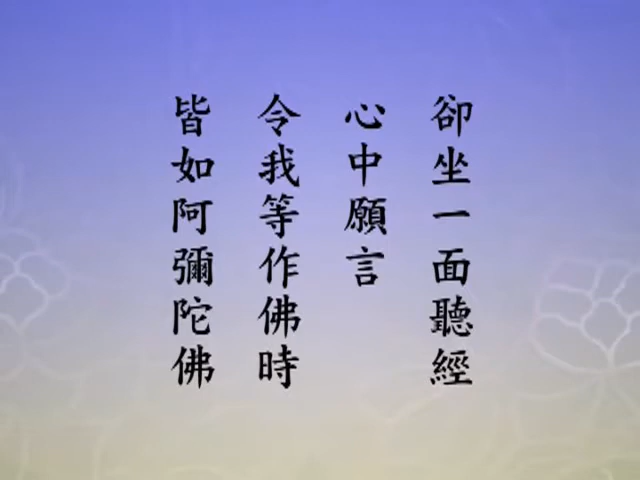 卻坐一面聽經
心中願言
令我等作佛時
皆如阿彌陀佛